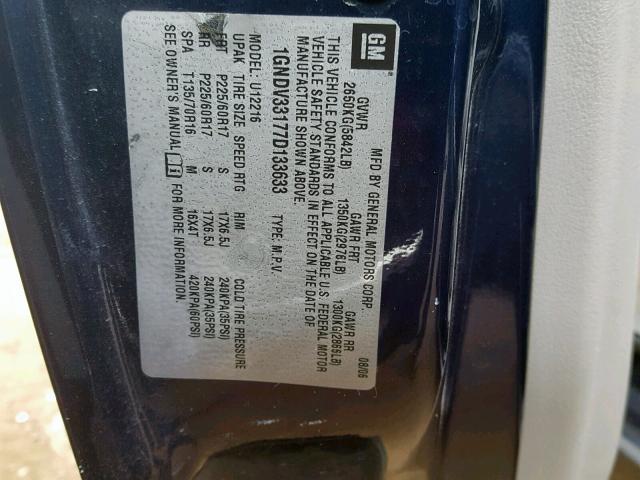 GM
MFD BY GENERAL MOTORS CORP.
08/06
GVWR GAWR FRT GAWR RR
2650KG(5842LB) 1350KG(2976LB) 1300KG(2866LB)
THIS VEHICLE CONFORMS TO ALL APPLICABLE U.S. FEDERAL MOTOR
VEHICLE SAFETY STANDARDS IN EFFECT ON THE DATE OF
MANUFACTURE SHOWN ABOVE.
1GNDV33177D133633 TYPE: M.P.V.
MODEL: U12216
UPAK TIRE SIZE SPEED RTG RIM COLD TIRE PRESSURE
FRT P225/60R17 S 17X6.5J 240KPA(35PSI)
RR P225/60R17 S 17X6.5J 240KPA(35PSI)
SPA T135/70R16 M 16X4T 420KPA(60PSI)
SEE OWNER'S MANUAL FOR MORE INFORMATION.